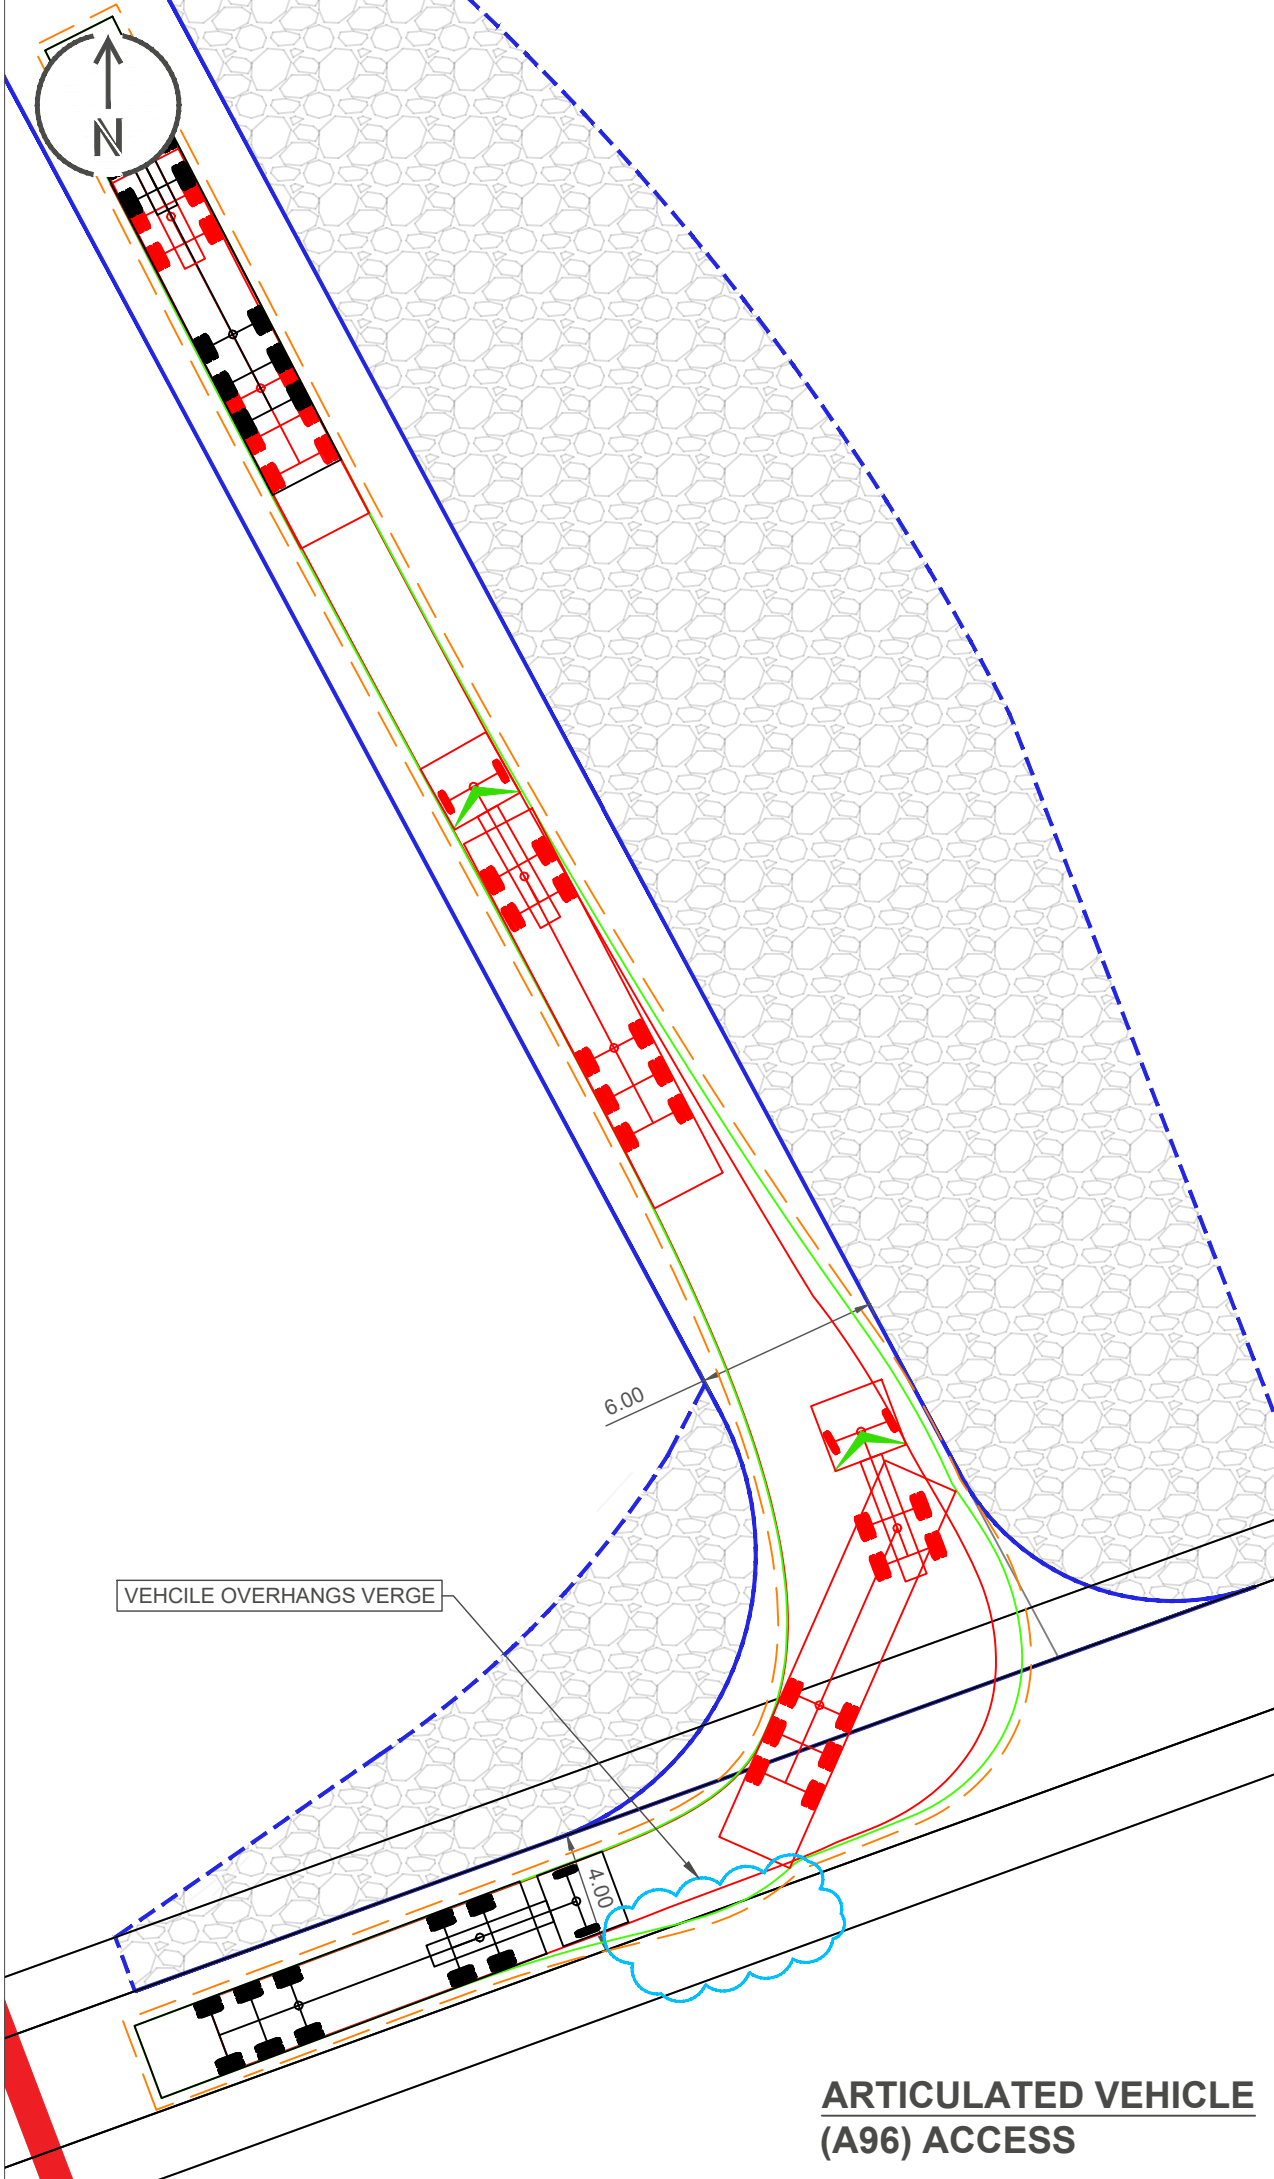 N
6.00
VEHCILE OVERHANGS VERGE
4.00
ARTICULATED VEHICLE
(A96) ACCESS